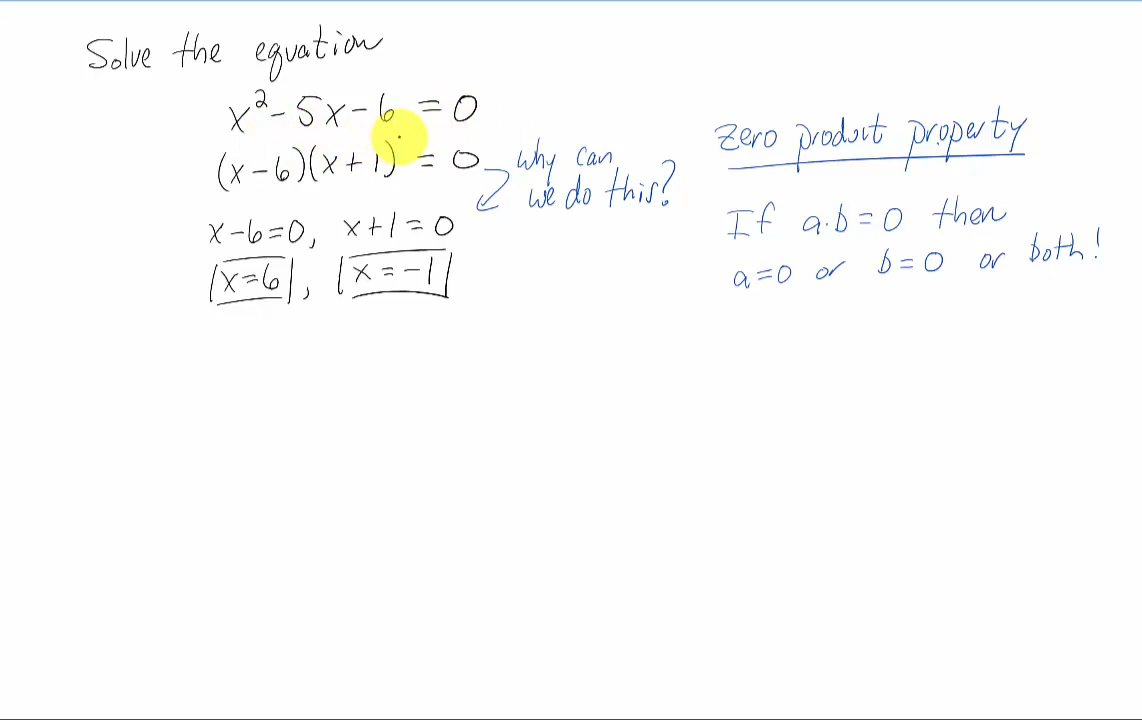 Solve the equation
x² - 5x - 6 = 0
(x - 6)(x + 1) = 0
x - 6 = 0, x + 1 = 0
x = 6, x = -1
why can
we do this?
Zero product property
If a·b = 0 then
a = 0 or b = 0 or both!